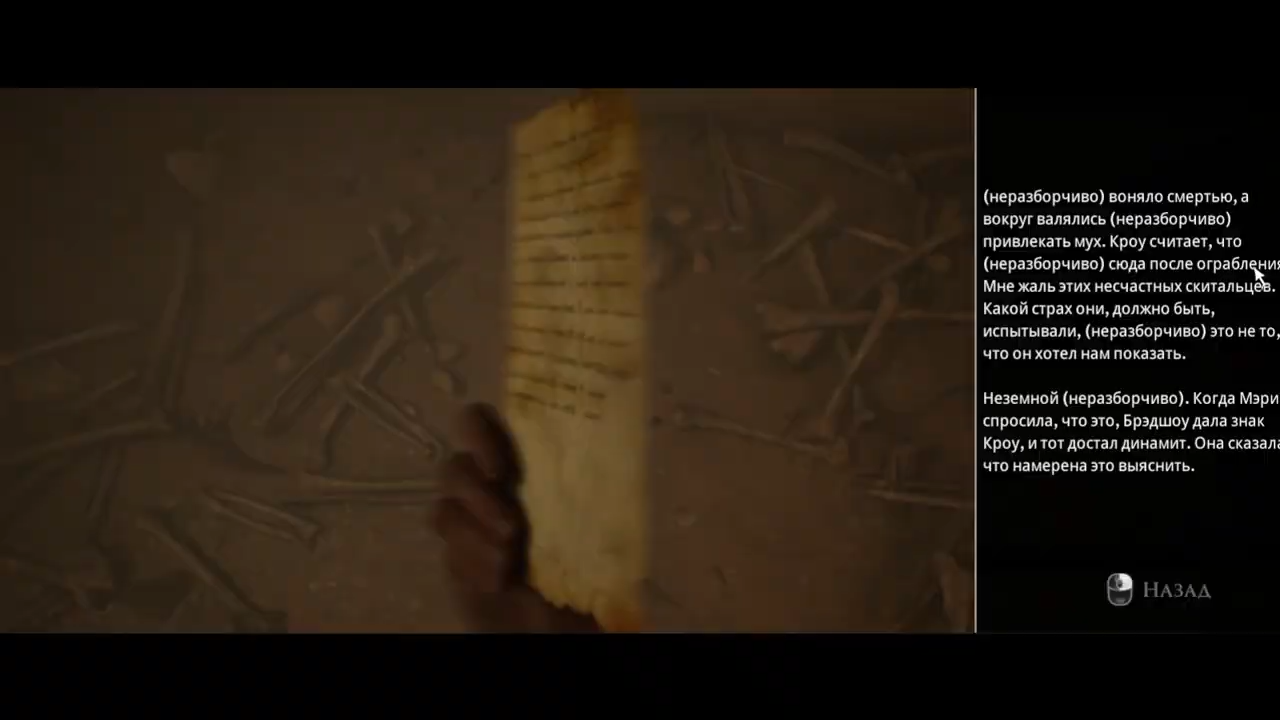 (неразборчиво) воняло смертью, а
вокруг валялись (неразборчиво)
привлекать мух. Кроу считает, что
(неразборчиво) сюда после ограбления
Мне жаль этих несчастных скитальцев.
Какой страх они, должно быть,
испытывали, (неразборчиво) это не то,
что он хотел нам показать.
Неземной (неразборчиво). Когда Мэри
спросила, что это, Брэдшоу дала знак
Кроу, и тот достал динамит. Она сказала
что намерена это выяснить.
Назад